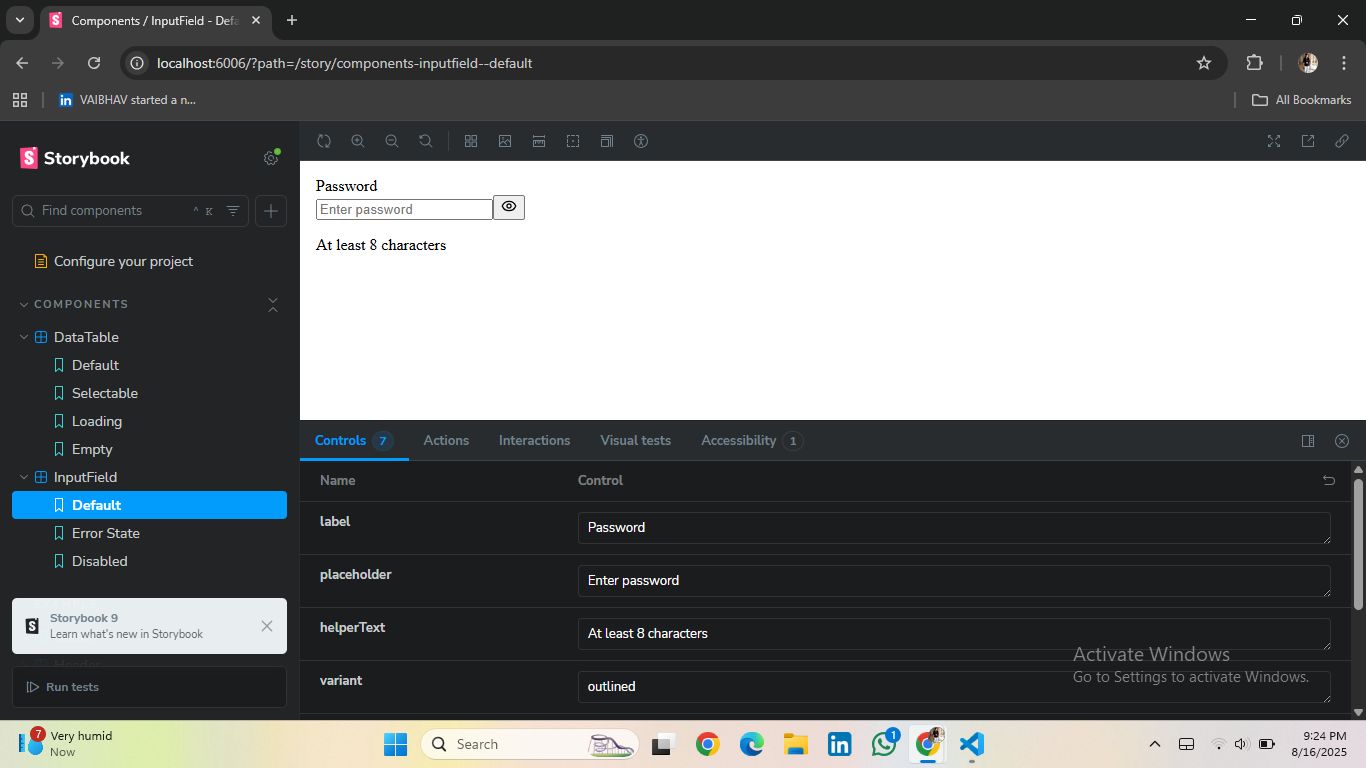 Components / InputField - Defa
localhost:6006/?path=/story/components-inputfield--default
VAIBHAV started a n...
All Bookmarks
Storybook
Find components
^ K
Configure your project
COMPONENTS
DataTable
Default
Selectable
Loading
Empty
InputField
Default
Error State
Disabled
Storybook 9
Learn what's new in Storybook
Header
Run tests
Password
Enter password
At least 8 characters
Controls 7 Actions Interactions Visual tests Accessibility 1
Name Control
label Password
placeholder Enter password
helperText At least 8 characters
variant outlined
Activate Windows
Go to Settings to activate Windows.
7 Very humid
Now
Search
1
9:24 PM
8/16/2025